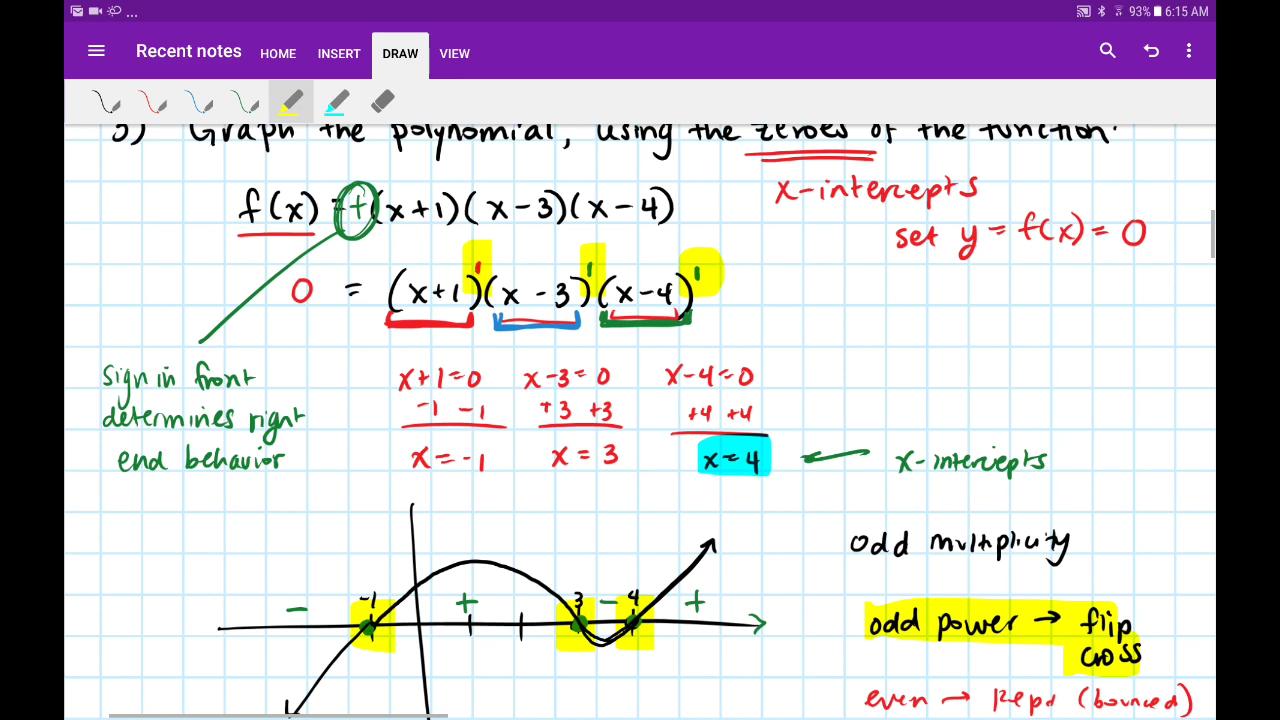 93% 6:15 AM
Recent notes HOME INSERT DRAW VIEW
Graph the polynomial, using the zeroes of the function.
f(x) = +(x+1)(x-3)(x-4)
x-intercepts
set y = f(x) = 0
0 = (x+1)¹(x-3)¹(x-4)¹
Sign in front
determines right
end behavior
x+1=0 x-3=0 x-4=0
-1 -1 +3 +3 +4 +4
x=-1 x=3 x=4
x-intercepts
odd multiplicity
- -1 + 3 - 4 +
odd power → flip
cross
even → (bounced)